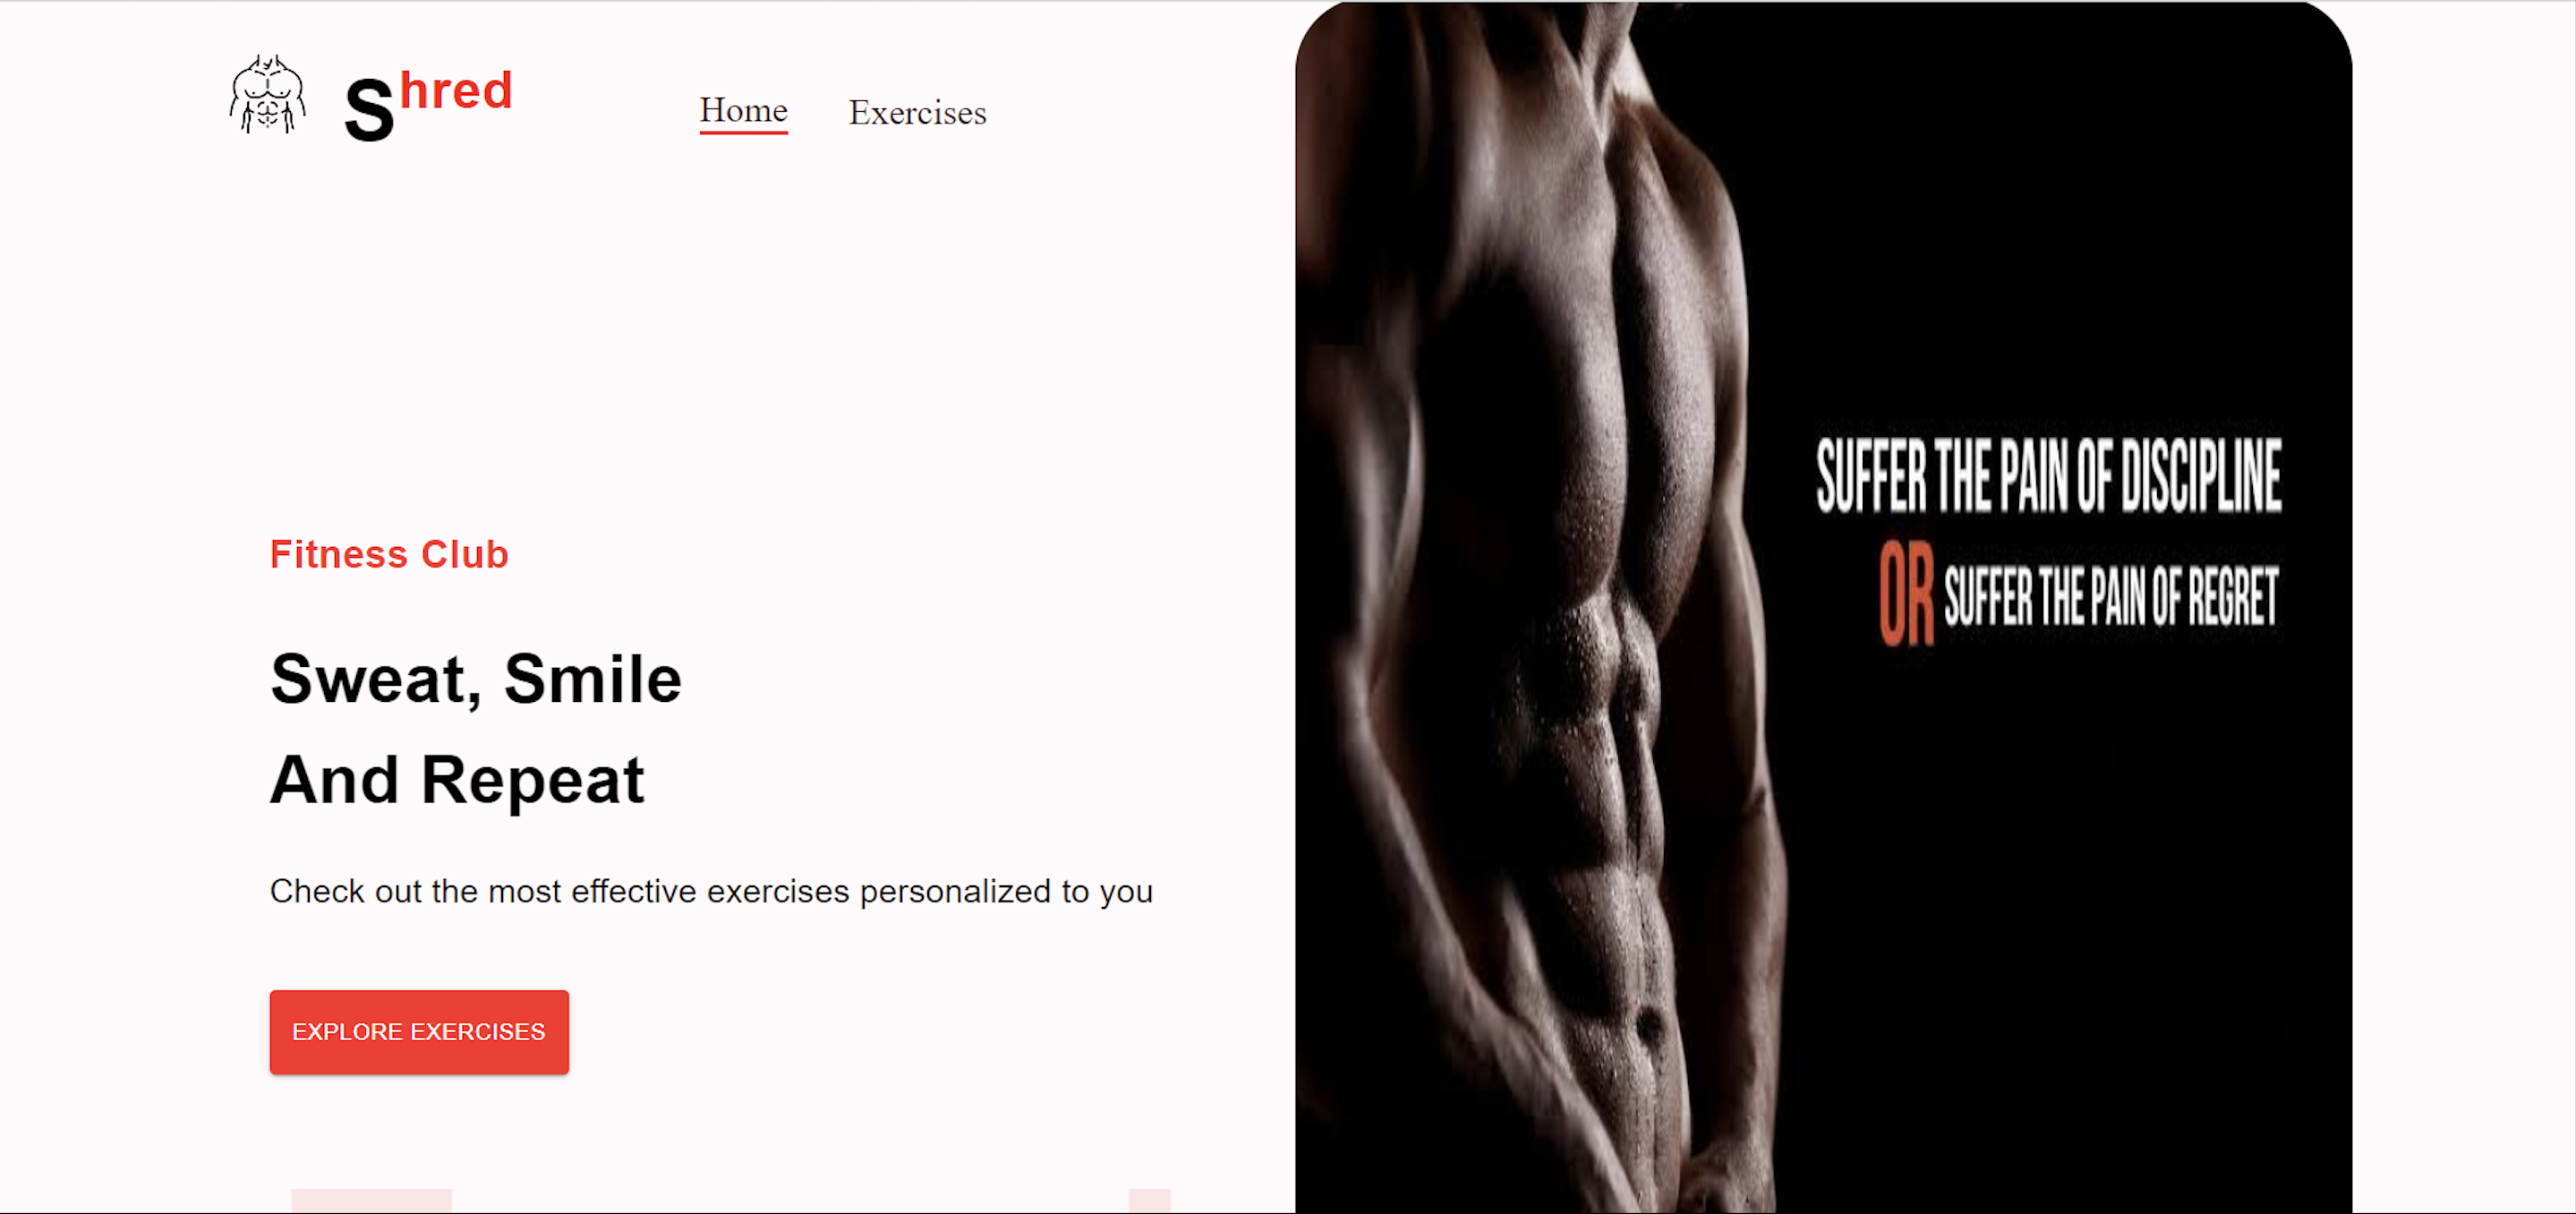 Shred
Home
Exercises
Fitness Club
Sweat, Smile
And Repeat
Check out the most effective exercises personalized to you
EXPLORE EXERCISES
SUFFER THE PAIN OF DISCIPLINE
OR SUFFER THE PAIN OF REGRET